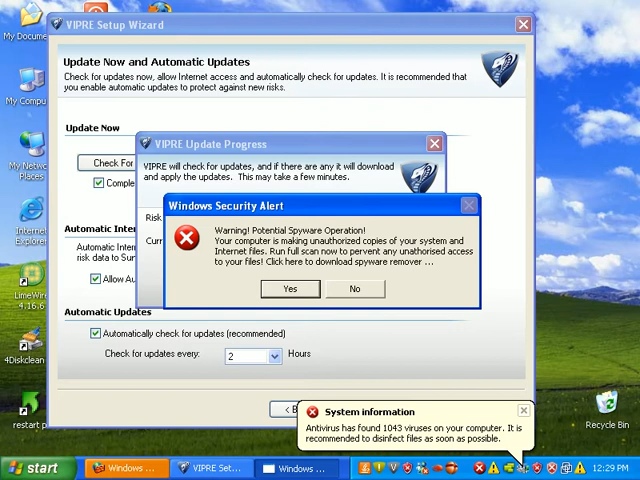 VIPRE Setup Wizard
Update Now and Automatic Updates
Check for updates now, allow Internet access and automatically check for updates. It is recommended that
you enable automatic updates to protect against new risks.
My Docume
My Compu
My Netwo
Places
Internet
Explorer
LimeWire
4.16.6
4Diskclean
restart p
Recycle Bin
Update Now
Check For
Comple
VIPRE Update Progress
VIPRE will check for updates, and if there are any it will download
and apply the updates. This may take a few minutes.
Risk
Curr
Windows Security Alert
Warning! Potential Spyware Operation!
Your computer is making unauthorized copies of your system and
Internet files. Run full scan now to pervent any unathorised access
to your files! Click here to download spyware remover ...
Yes
No
Automatic Inter
Automatic Inter
risk data to Sun
Allow Au
Automatic Updates
Automatically check for updates (recommended)
Check for updates every:
2
Hours
< B
System information
Antivirus has found 1043 viruses on your computer. It is
recommended to disinfect files as soon as possible.
start
Windows ...
VIPRE Set...
Windows ...
12:29 PM